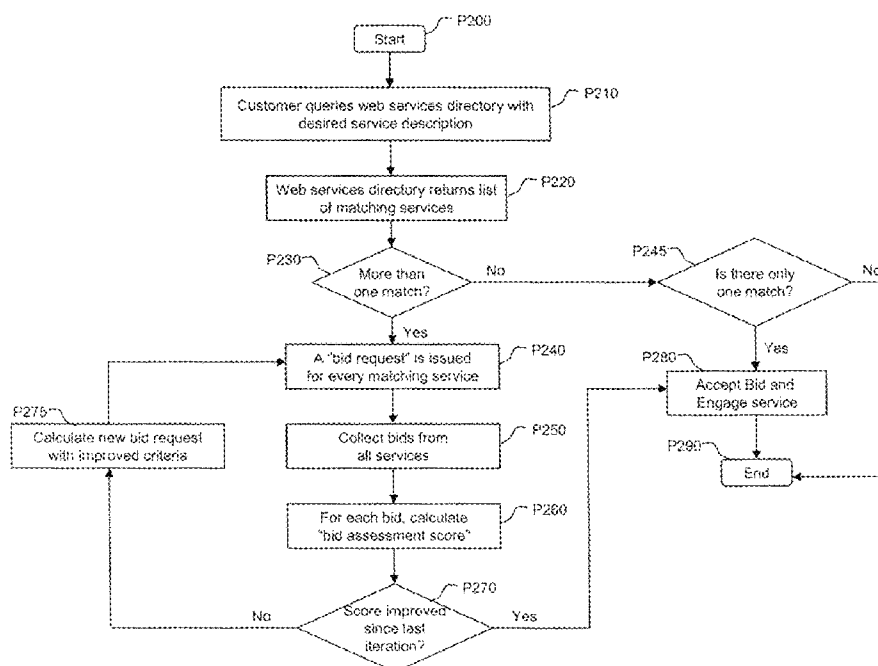 P200
Start
P210
Customer queries web services directory with
desired service description
P220
Web services directory returns list
of matching services
P230
More than
one match?
No
P245
Is there only
one match?
No
Yes
Yes
P240
A "bid request" is issued
for every matching service
P280
Accept Bid and
Engage service
P275
Calculate new bid request
with improved criteria
P250
Collect bids from
all services
P290
End
P260
For each bid, calculate
"bid assessment score"
P270
No
Score improved
since last
iteration?
Yes